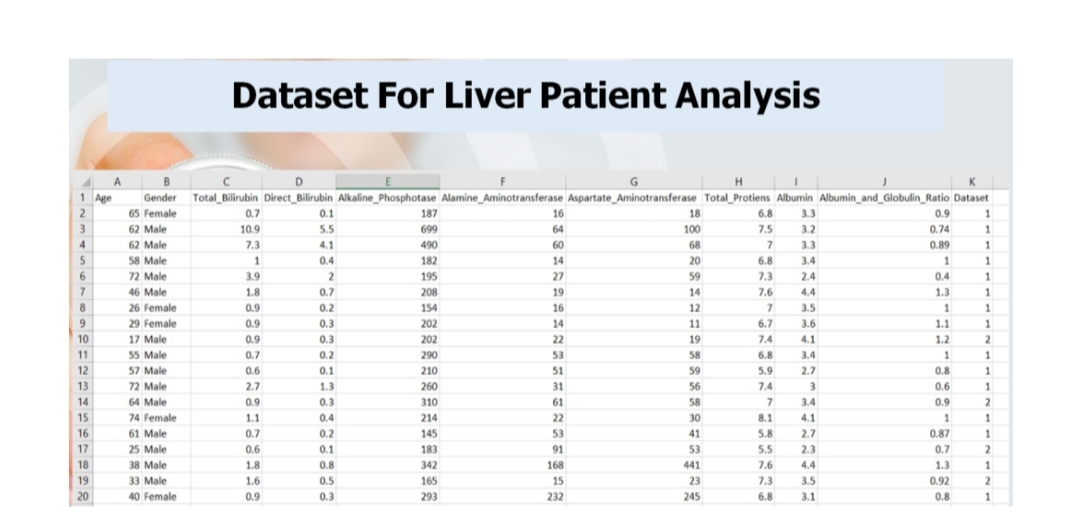 Dataset For Liver Patient Analysis
A B C D E F G H I J K
1 Age Gender Total_Bilirubin Direct_Bilirubin Alkaline_Phosphotase Alamine_Aminotransferase Aspartate_Aminotransferase Total_Protiens Albumin Albumin_and_Globulin_Ratio Dataset
2 65 Female 0.7 0.1 187 16 18 6.8 3.3 0.9 1
3 62 Male 10.9 5.5 699 64 100 7.5 3.2 0.74 1
4 62 Male 7.3 4.1 490 60 68 7 3.3 0.89 1
5 58 Male 1 0.4 182 14 20 6.8 3.4 1 1
6 72 Male 3.9 2 195 27 59 7.3 2.4 0.4 1
7 46 Male 1.8 0.7 208 19 14 7.6 4.4 1.3 1
8 26 Female 0.9 0.2 154 16 12 7 3.5 1 1
9 29 Female 0.9 0.3 202 14 11 6.7 3.6 1.1 1
10 17 Male 0.9 0.3 202 22 19 7.4 4.1 1.2 2
11 55 Male 0.7 0.2 290 53 58 6.8 3.4 1 1
12 57 Male 0.6 0.1 210 51 59 5.9 2.7 0.8 1
13 72 Male 2.7 1.3 260 31 56 7.4 3 0.6 1
14 64 Male 0.9 0.3 310 61 58 7 3.4 0.9 2
15 74 Female 1.1 0.4 214 22 30 8.1 4.1 1 1
16 61 Male 0.7 0.2 145 53 41 5.8 2.7 0.87 1
17 25 Male 0.6 0.1 183 91 53 5.5 2.3 0.7 2
18 38 Male 1.8 0.8 342 168 441 7.6 4.4 1.3 1
19 33 Male 1.6 0.5 165 15 23 7.3 3.5 0.92 2
20 40 Female 0.9 0.3 293 232 245 6.8 3.1 0.8 1